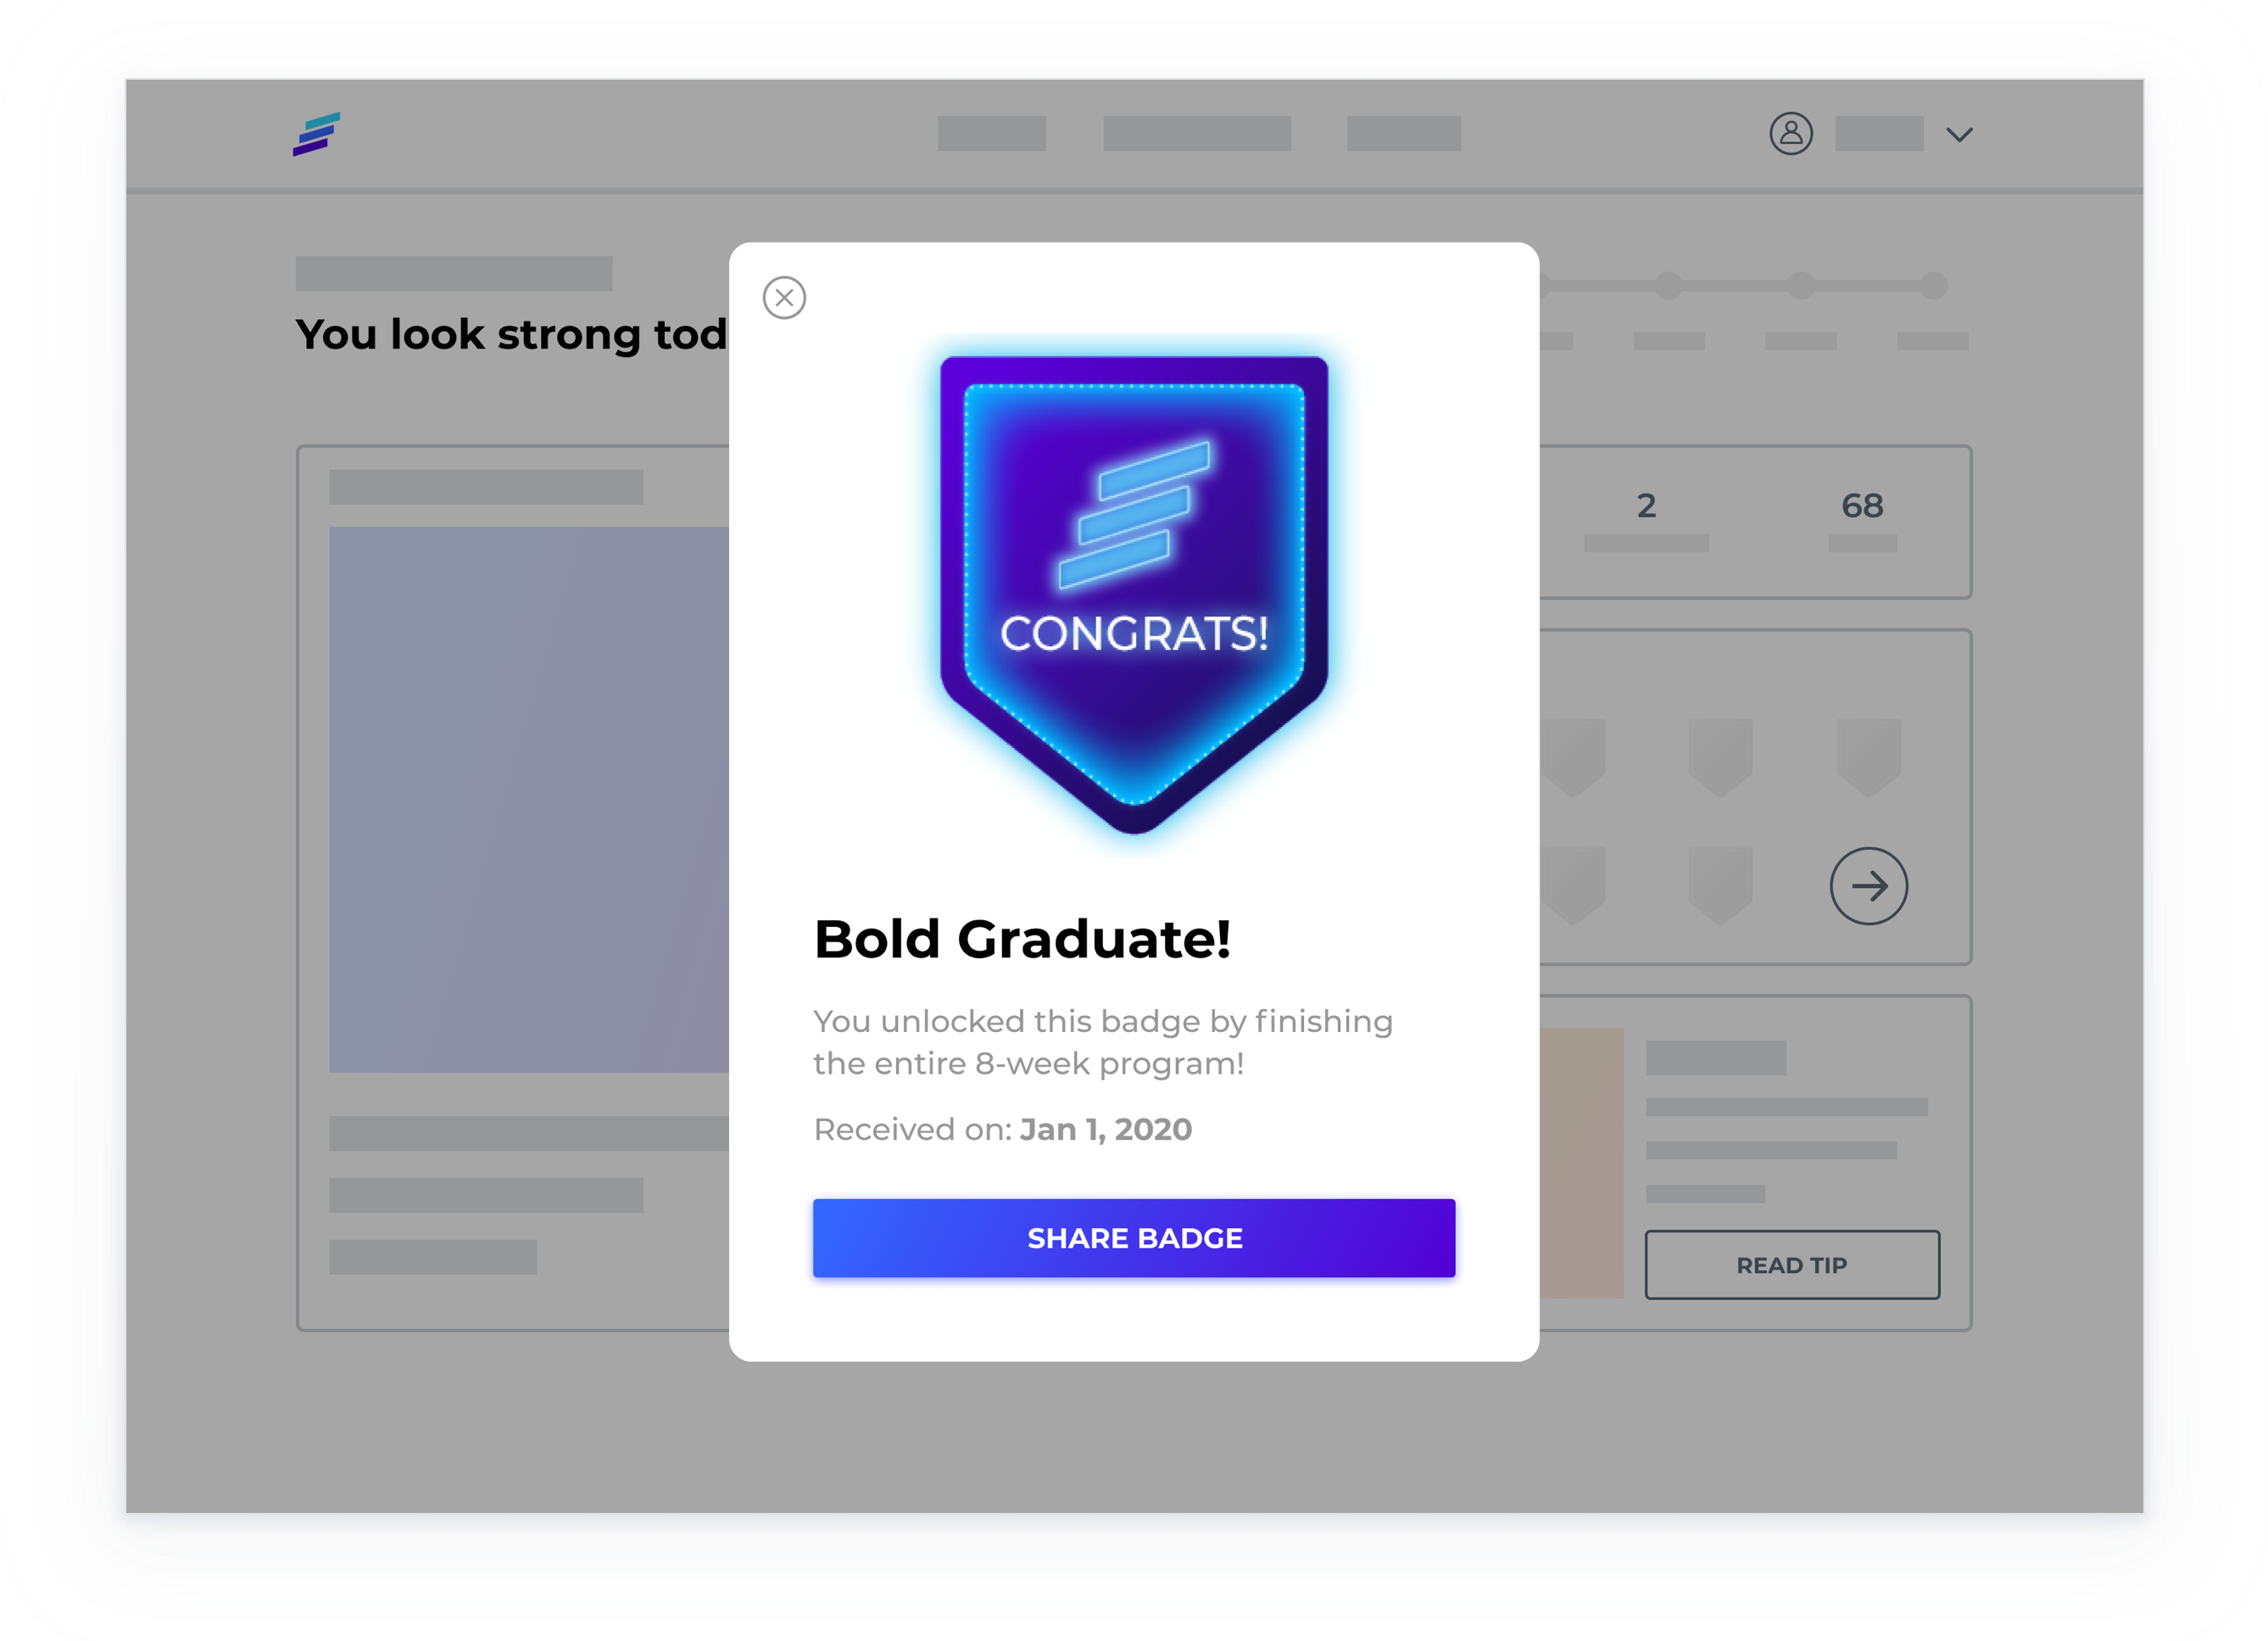 You look strong
2
68
CONGRATS!
Bold Graduate!
You unlocked this badge by finishing
the entire 8-week program!
Received on: Jan 1, 2020
SHARE BADGE
READ TIP